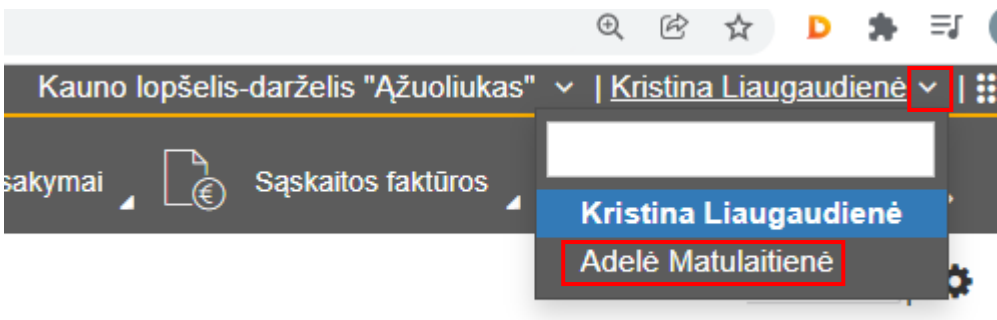 Kauno lopšelis-darželis "Ąžuoliukas" | Kristina Liaugaudienė |
sakymai Sąskaitos faktūros
Kristina Liaugaudienė
Adelė Matulaitienė